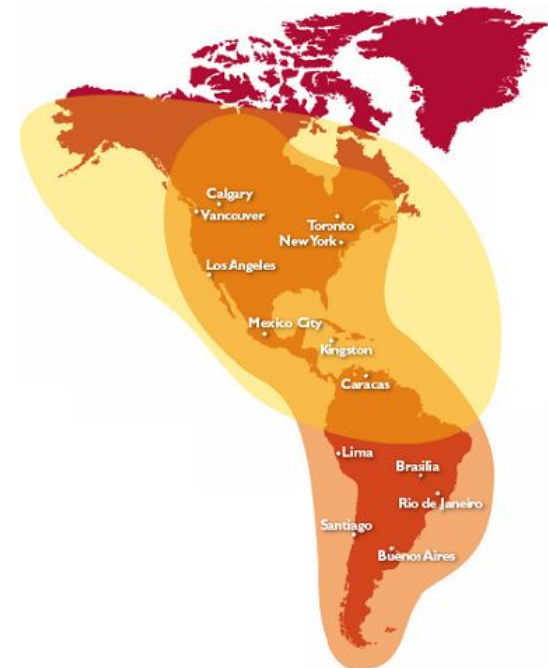 Calgary
Vancouver
Toronto
New York
Los Angeles
Mexico City
Kingston
Caracas
Lima
Brasilia
Rio de Janeiro
Santiago
Buenos Aires